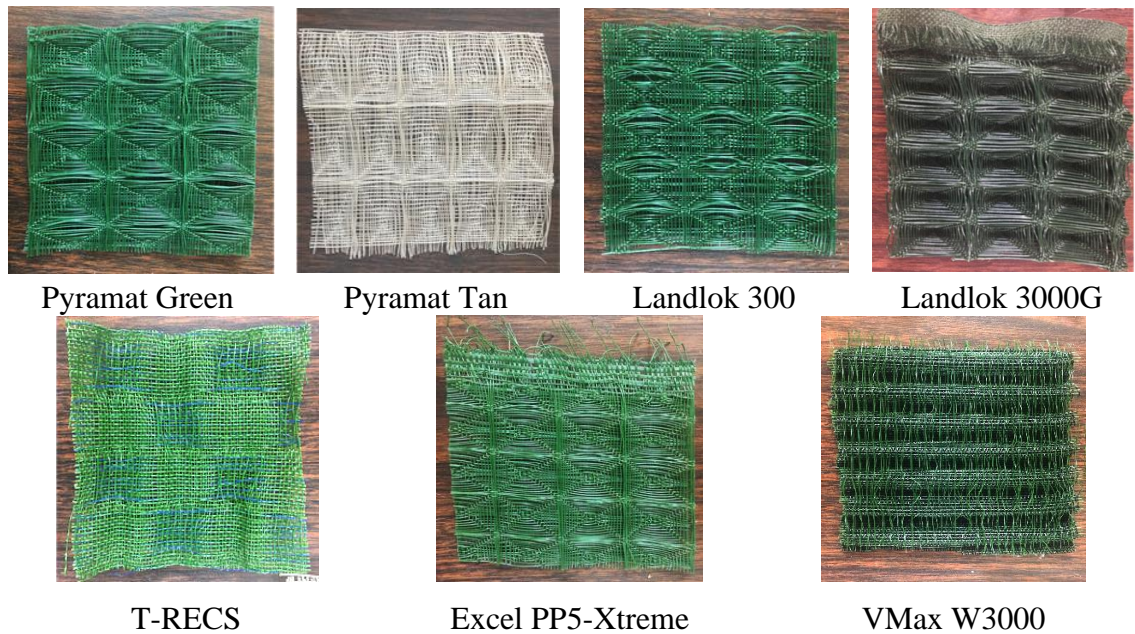 Pyramat Green
Pyramat Tan
Landlok 300
Landlok 3000G
T-RECS
Excel PP5-Xtreme
VMax W3000